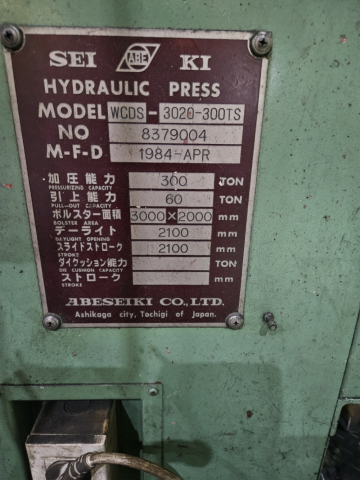 SEI ABE KI
HYDRAULIC PRESS
MODEL WCDS-3020-300TS
NO 8379004
M-F-D 1984-APR
加圧能力 300 TON
PRESSURIZING CAPACITY
引上能力 60 TON
PULL-OUT CAPACITY
ボルスター面積 3000×2000 mm
BOLSTER AREA
デーライト 2100 mm
DAYLIGHT OPENING
スライドストローク 2100 mm
STROKE
ダイクッション能力 TON
DIE CUSHION CAPACITY
ストローク mm
STROKE
ABESEIKI CO., LTD.
Ashikaga city, Tochigi of Japan.